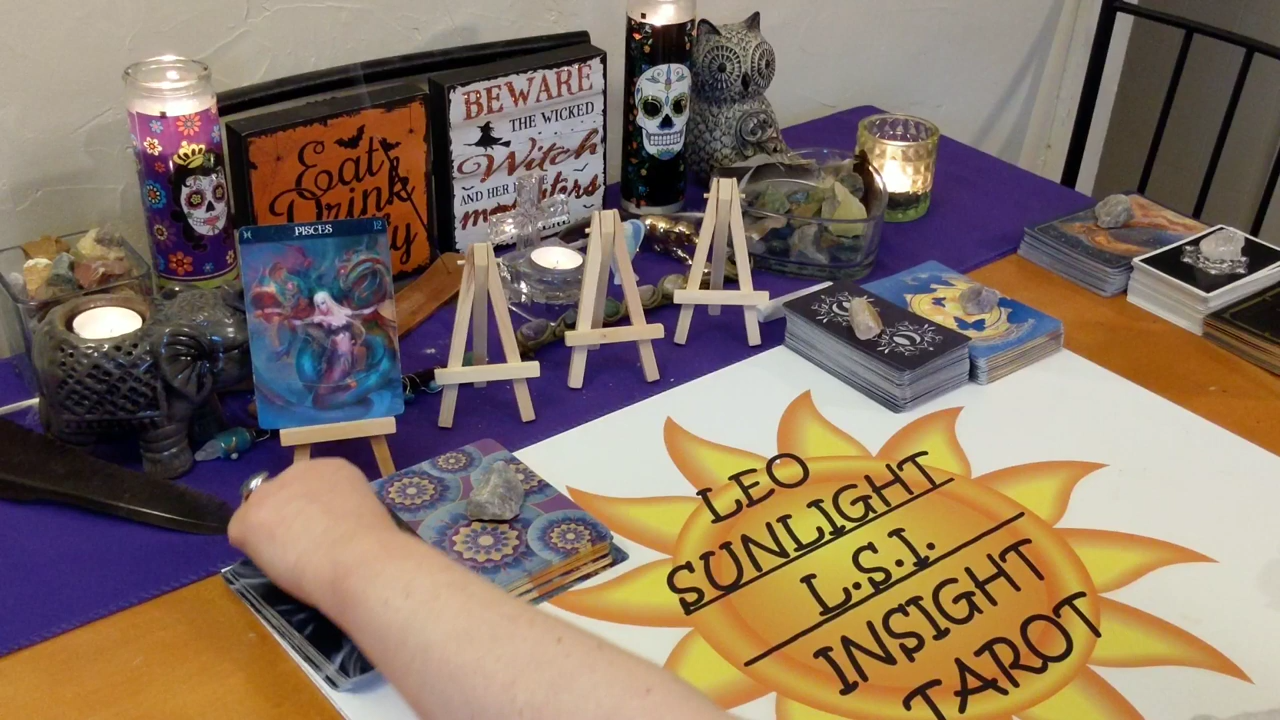 Eat
Drink
BEWARE
THE WICKED
Witch
AND HER
PISCES 12
LEO
SUNLIGHT
L.S.I.
INSIGHT
TAROT